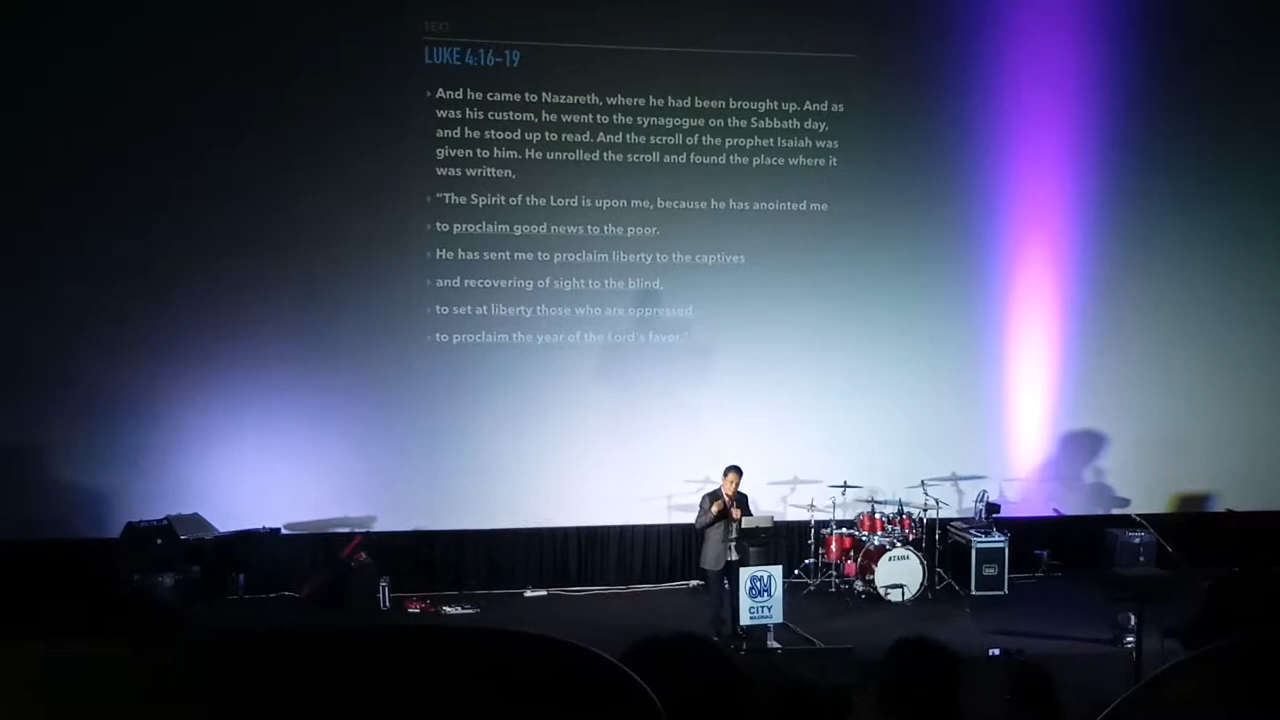 TEXT
LUKE 4:16-19
And he came to Nazareth, where he had been brought up. And as
was his custom, he went to the synagogue on the Sabbath day,
and he stood up to read. And the scroll of the prophet Isaiah was
given to him. He unrolled the scroll and found the place where it
was written,
"The Spirit of the Lord is upon me, because he has anointed me
to proclaim good news to the poor.
He has sent me to proclaim liberty to the captives
and recovering of sight to the blind,
to set at liberty those who are oppressed,
to proclaim the year of the Lord's favor."
TAMA
SM
CITY
MASINAG